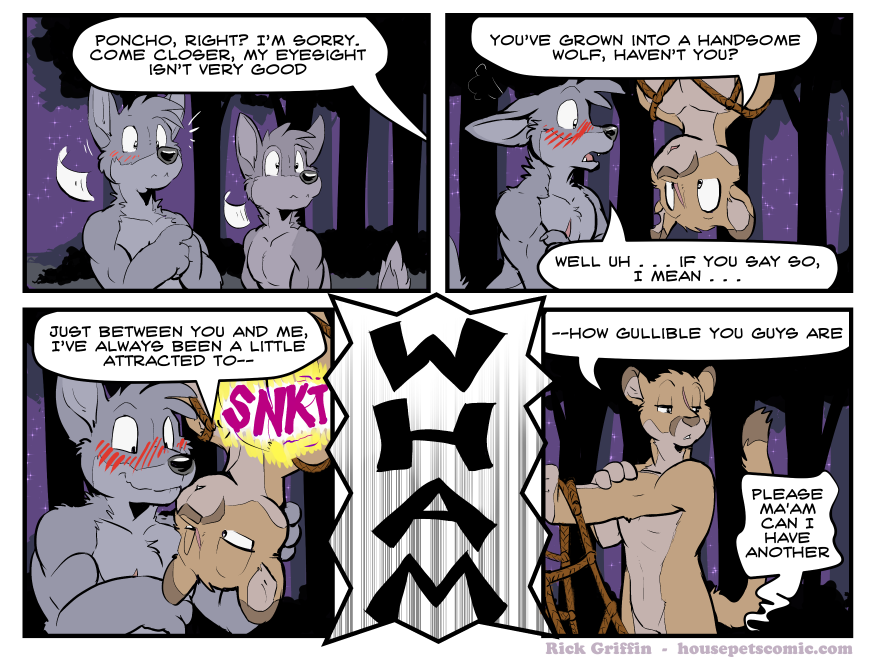 PONCHO, RIGHT? I'M SORRY.
COME CLOSER, MY EYESIGHT
ISN'T VERY GOOD
YOU'VE GROWN INTO A HANDSOME
WOLF, HAVEN'T YOU?
WELL UH . . . IF YOU SAY SO,
I MEAN . . .
JUST BETWEEN YOU AND ME,
I'VE ALWAYS BEEN A LITTLE
ATTRACTED TO--
SNKT
WHAM
--HOW GULLIBLE YOU GUYS ARE
PLEASE
MA'AM
CAN I
HAVE
ANOTHER
Rick Griffin - housepetscomic.com